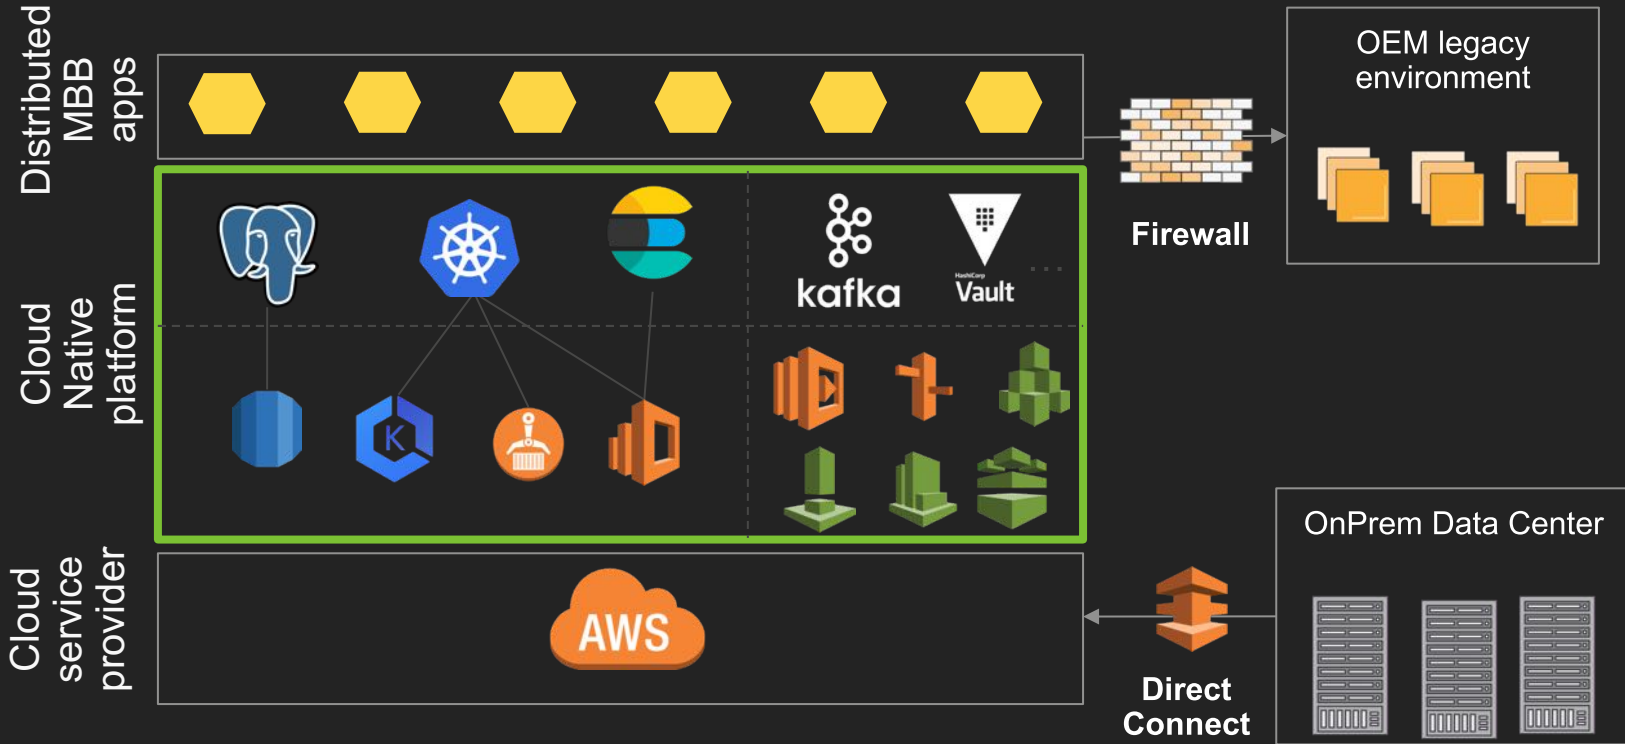 Distributed
MBB
apps
OEM legacy
environment
Firewall
Cloud
Native
platform
kafka
HashiCorp
Vault
...
K
Cloud
service
provider
AWS
Direct
Connect
OnPrem Data Center